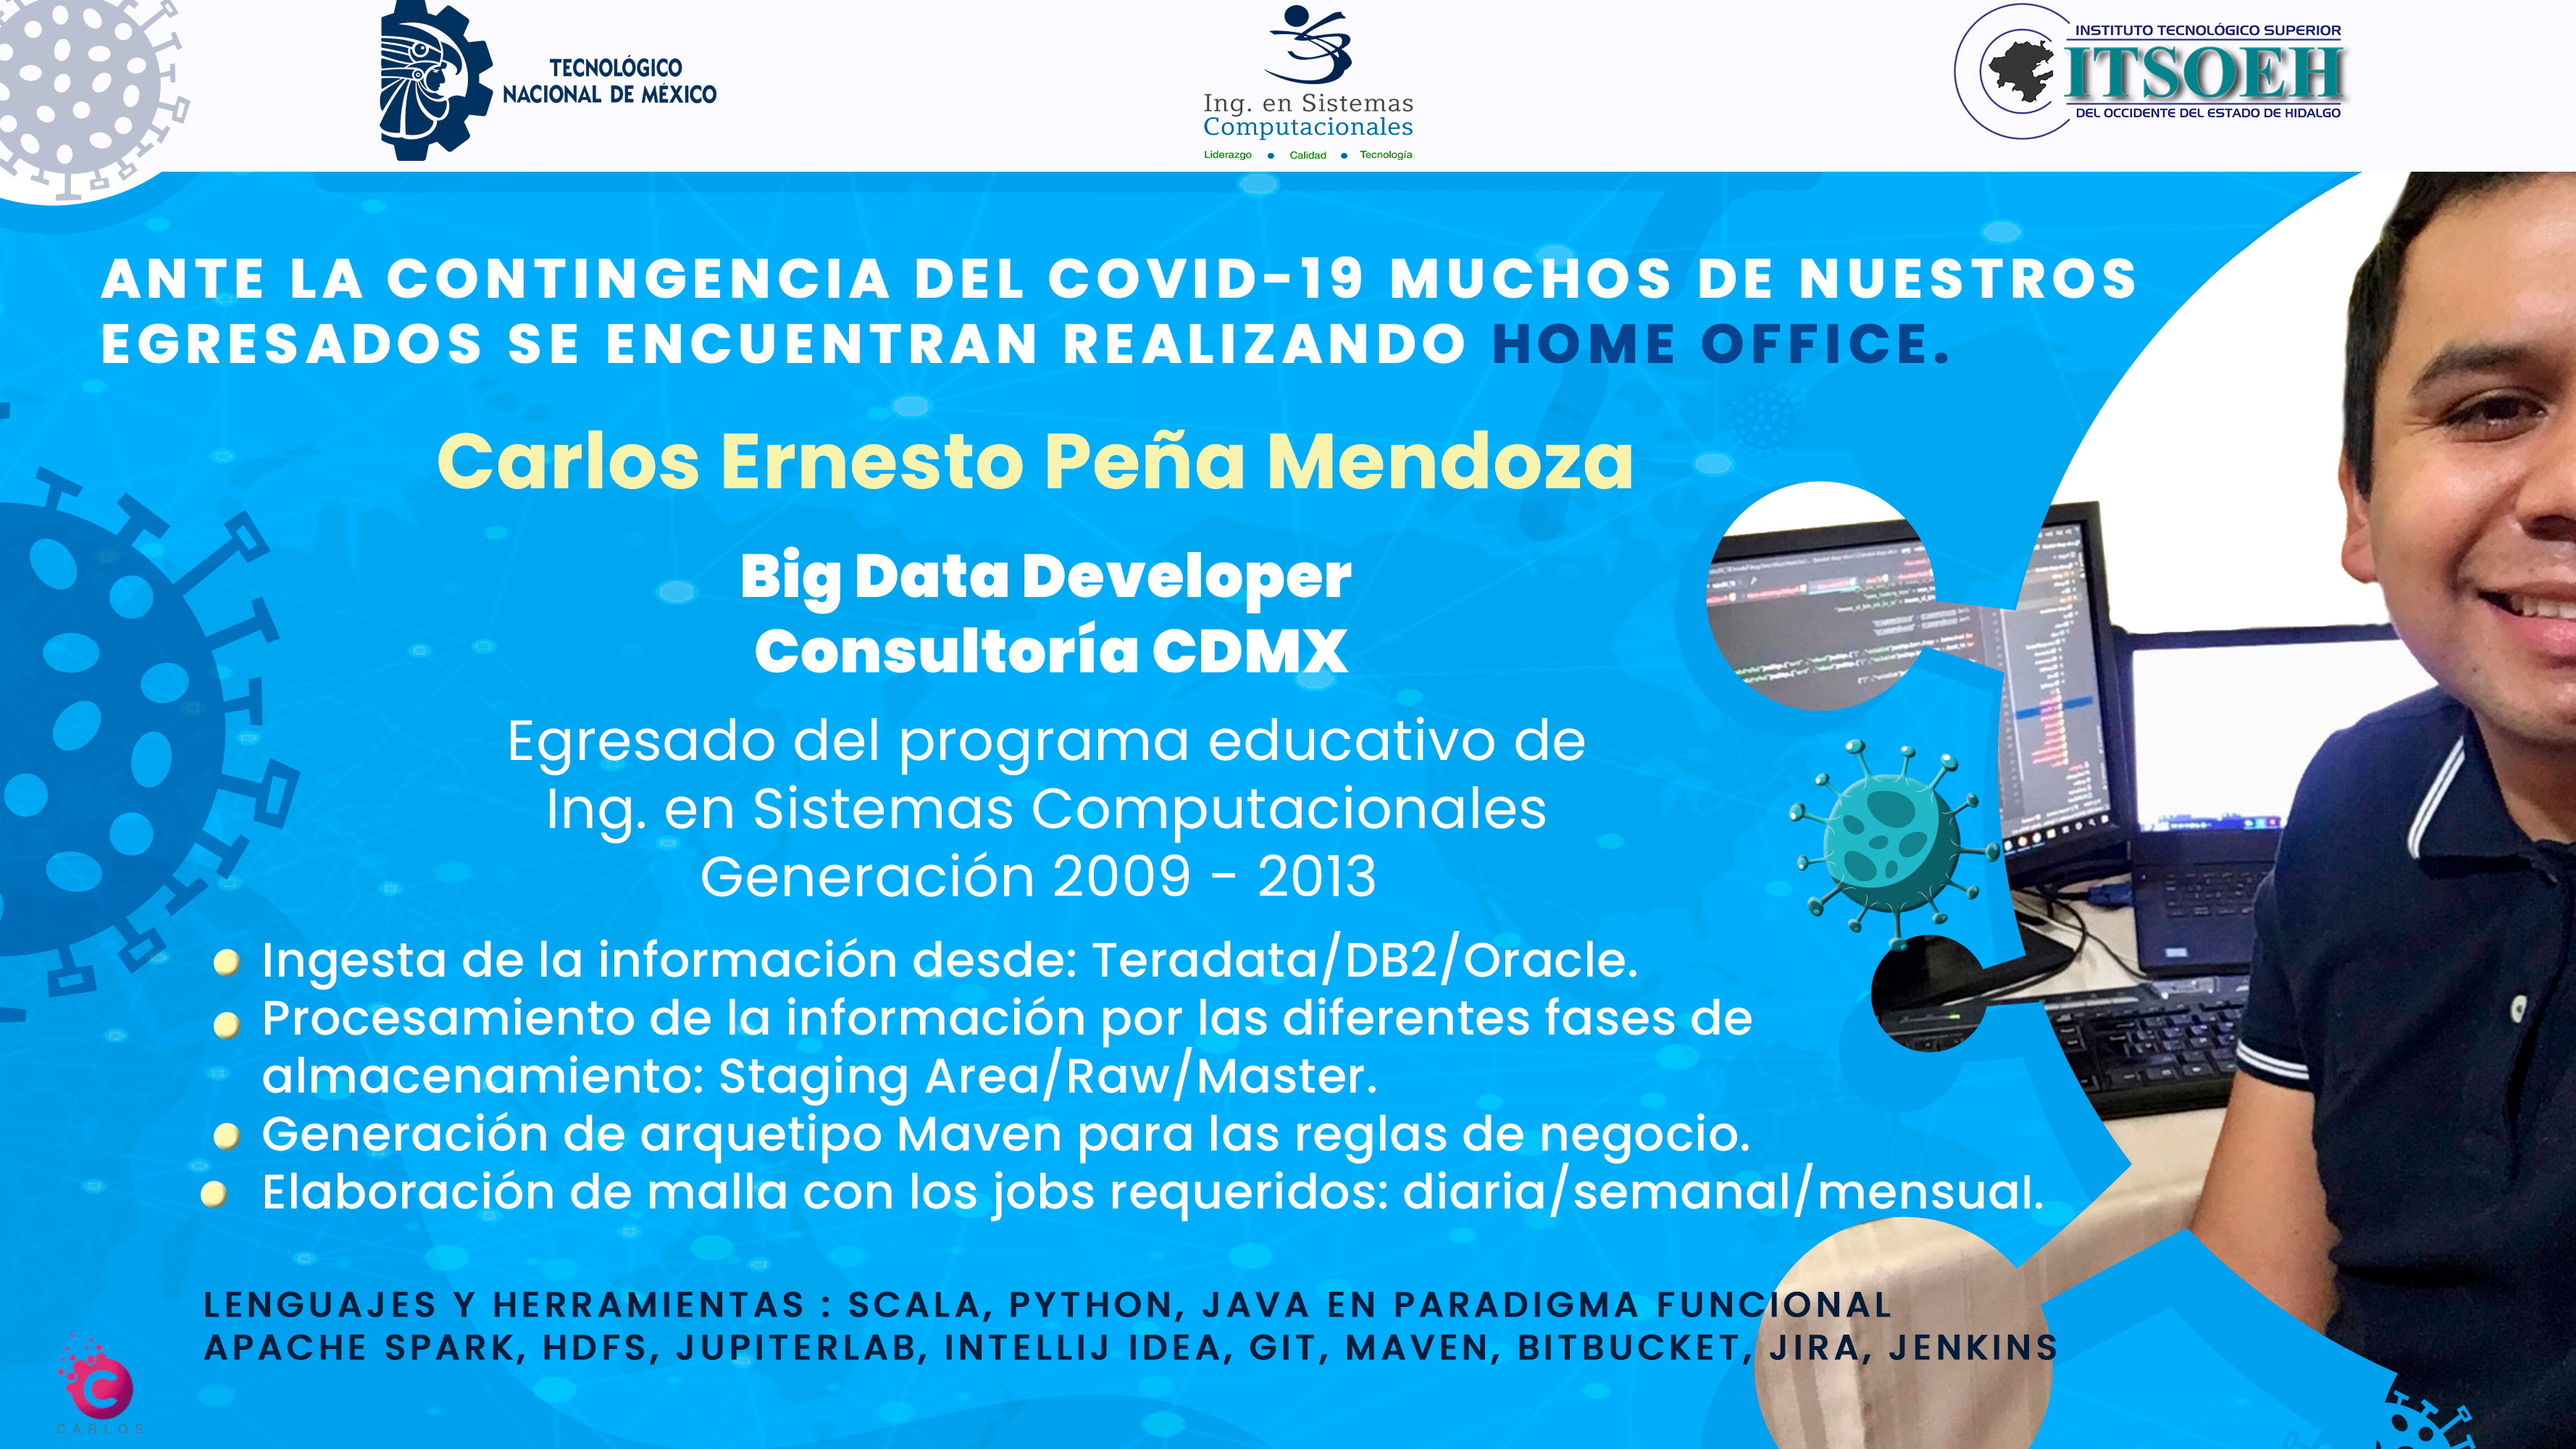 TECNOLÓGICO
NACIONAL DE MÉXICO
Ing. en Sistemas
Computacionales
Liderazgo • Calidad • Tecnología
INSTITUTO TECNOLÓGICO SUPERIOR
ITSOEH
DEL OCCIDENTE DEL ESTADO DE HIDALGO
ANTE LA CONTINGENCIA DEL COVID-19 MUCHOS DE NUESTROS
EGRESADOS SE ENCUENTRAN REALIZANDO HOME OFFICE.
Carlos Ernesto Peña Mendoza
Big Data Developer
Consultoría CDMX
Egresado del programa educativo de
Ing. en Sistemas Computacionales
Generación 2009 - 2013
Ingesta de la información desde: Teradata/DB2/Oracle.
Procesamiento de la información por las diferentes fases de
almacenamiento: Staging Area/Raw/Master.
Generación de arquetipo Maven para las reglas de negocio.
Elaboración de malla con los jobs requeridos: diaria/semanal/mensual.
LENGUAJES Y HERRAMIENTAS : SCALA, PYTHON, JAVA EN PARADIGMA FUNCIONAL
APACHE SPARK, HDFS, JUPITERLAB, INTELLIJ IDEA, GIT, MAVEN, BITBUCKET, JIRA, JENKINS
C
CARLOS